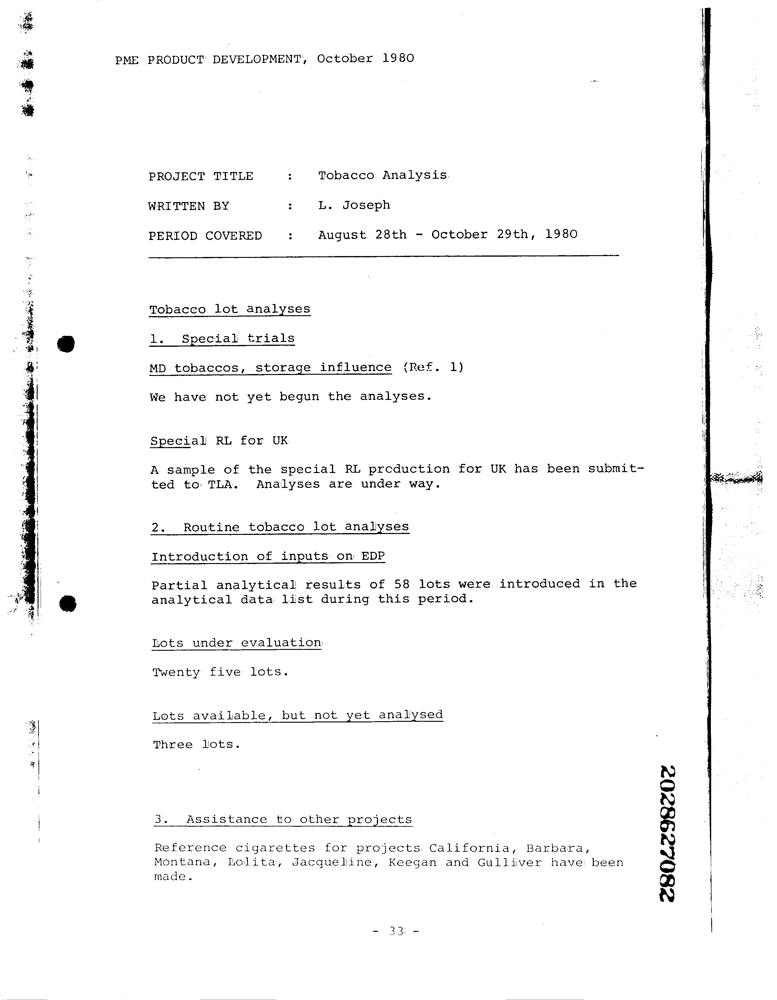 PME PRODUCT DEVELOPMENT, October 1980
PROJECT TITLE : Tobacco Analysis
WRITTEN BY : L. Joseph
PERIOD COVERED : August 28th - October 29th, 1980
Tobacco lot analyses
1. Special trials
MD tobaccos, storage influence (Ref. 1)
We have not yet begun the analyses.
Special RL for UK
A sample of the special RL production for UK has been submit-
ted to TLA. Analyses are under way.
2. Routine tobacco lot analyses
Introduction of inputs on EDP
Partial analytical results of 58 lots were introduced in the
analytical data list during this period.
Lots under evaluation
Twenty five lots.
Lots available, but not yet analysed
Three lots.
3. Assistance to other projects
Reference cigarettes for projects California, Barbara,
Montana, Lolita, Jacqueline, Keegan and Gulliver have been
made.
- 33 -
2028627082